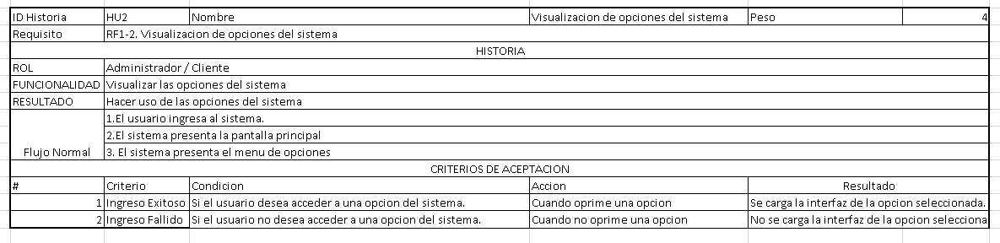 ID Historia HU2 Nombre Visualizacion de opciones del sistema Peso 4
Requisito RF1-2. Visualizacion de opciones del sistema
HISTORIA
ROL Administrador / Cliente
FUNCIONALIDAD Visualizar las opciones del sistema
RESULTADO Hacer uso de las opciones del sistema
Flujo Normal
1.El usuario ingresa al sistema.
2.El sistema presenta la pantalla principal
3. El sistema presenta el menu de opciones
CRITERIOS DE ACEPTACION
# Criterio Condicion Accion Resultado
1 Ingreso Exitoso Si el usuario desea acceder a una opcion del sistema. Cuando oprime una opcion Se carga la interfaz de la opcion seleccionada.
2 Ingreso Fallido Si el usuario no desea acceder a una opcion del sistema. Cuando no oprime una opcion No se carga la interfaz de la opcion selecciona